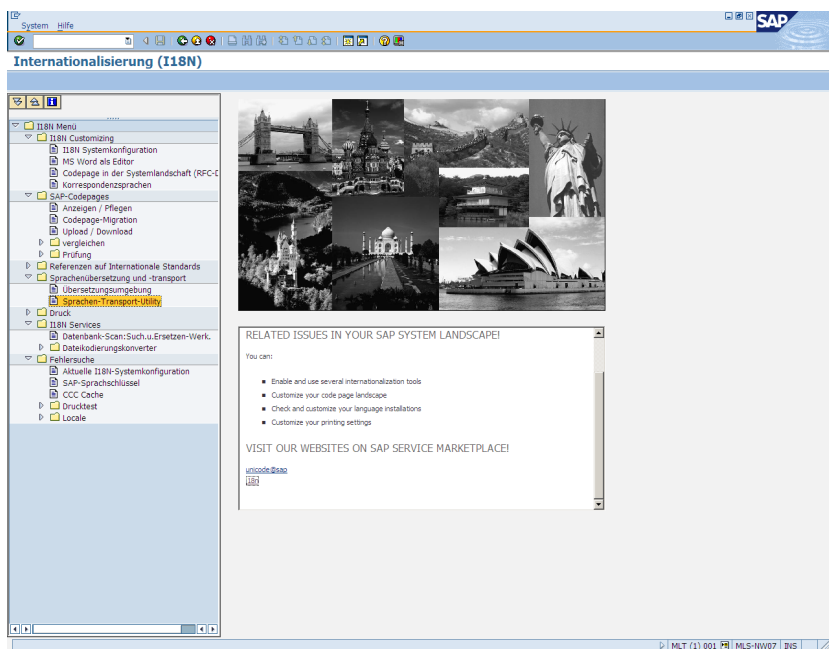 System Hilfe
SAP
Internationalisierung (I18N)
I18N Menü
I18N Customizing
I18N Systemkonfiguration
MS Word als Editor
Codepage in der Systemlandschaft (RFC-D
Korrespondenzsprachen
SAP-Codepages
Anzeigen / Pflegen
Codepage-Migration
Upload / Download
vergleichen
Prüfung
Referenzen auf Internationale Standards
Sprachenübersetzung und -transport
Übersetzungsumgebung
Sprachen-Transport-Utility
Druck
I18N Services
Datenbank-Scan:Such.u.Ersetzen-Werk.
Dateikodierungskonverter
Fehlersuche
Aktuelle I18N-Systemkonfiguration
SAP-Sprachschlüssel
CCC Cache
Drucktest
Locale
RELATED ISSUES IN YOUR SAP SYSTEM LANDSCAPE!
You can:
Enable and use several internationalization tools
Customize your code page landscape
Check and customize your language installations
Customize your printing settings
VISIT OUR WEBSITES ON SAP SERVICE MARKETPLACE!
unicode@sap
i18n
MLT (1) 001 MLS-NW07 INS